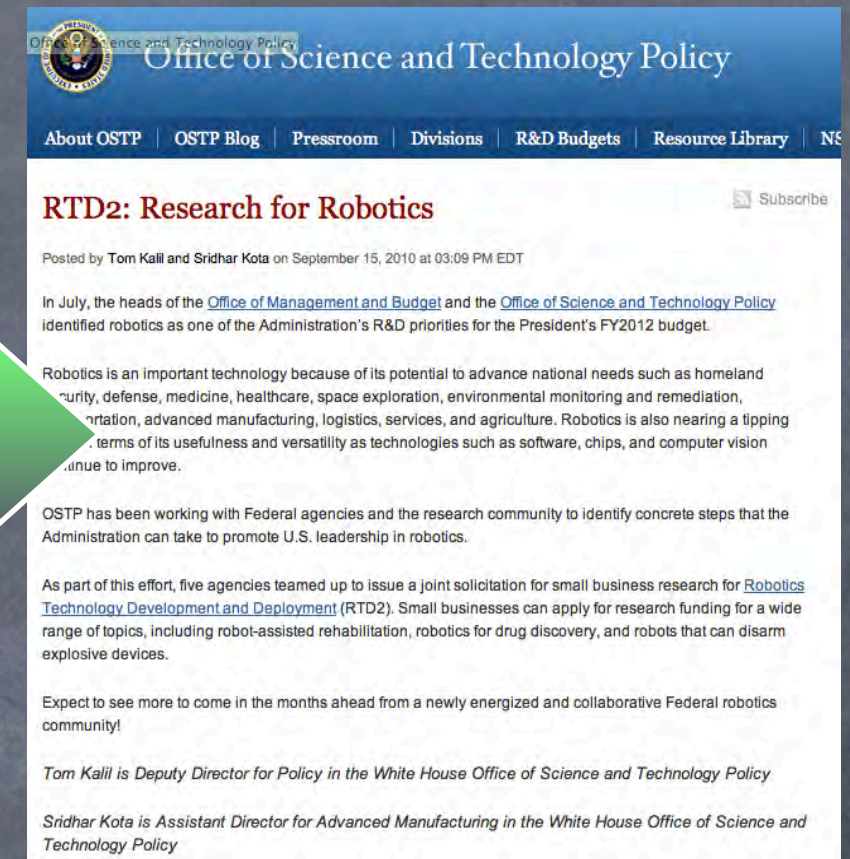 Office of Science and Technology Policy
Office of Science and Technology Policy
About OSTP | OSTP Blog | Pressroom | Divisions | R&D Budgets | Resource Library | NS
RTD2: Research for Robotics
Subscribe
Posted by Tom Kalil and Sridhar Kota on September 15, 2010 at 03:09 PM EDT
In July, the heads of the Office of Management and Budget and the Office of Science and Technology Policy
identified robotics as one of the Administration's R&D priorities for the President's FY2012 budget.
Robotics is an important technology because of its potential to advance national needs such as homeland
curity, defense, medicine, healthcare, space exploration, environmental monitoring and remediation,
ortation, advanced manufacturing, logistics, services, and agriculture. Robotics is also nearing a tipping
terms of its usefulness and versatility as technologies such as software, chips, and computer vision
inue to improve.
OSTP has been working with Federal agencies and the research community to identify concrete steps that the
Administration can take to promote U.S. leadership in robotics.
As part of this effort, five agencies teamed up to issue a joint solicitation for small business research for Robotics
Technology Development and Deployment (RTD2). Small businesses can apply for research funding for a wide
range of topics, including robot-assisted rehabilitation, robotics for drug discovery, and robots that can disarm
explosive devices.
Expect to see more to come in the months ahead from a newly energized and collaborative Federal robotics
community!
Tom Kalil is Deputy Director for Policy in the White House Office of Science and Technology Policy
Sridhar Kota is Assistant Director for Advanced Manufacturing in the White House Office of Science and
Technology Policy